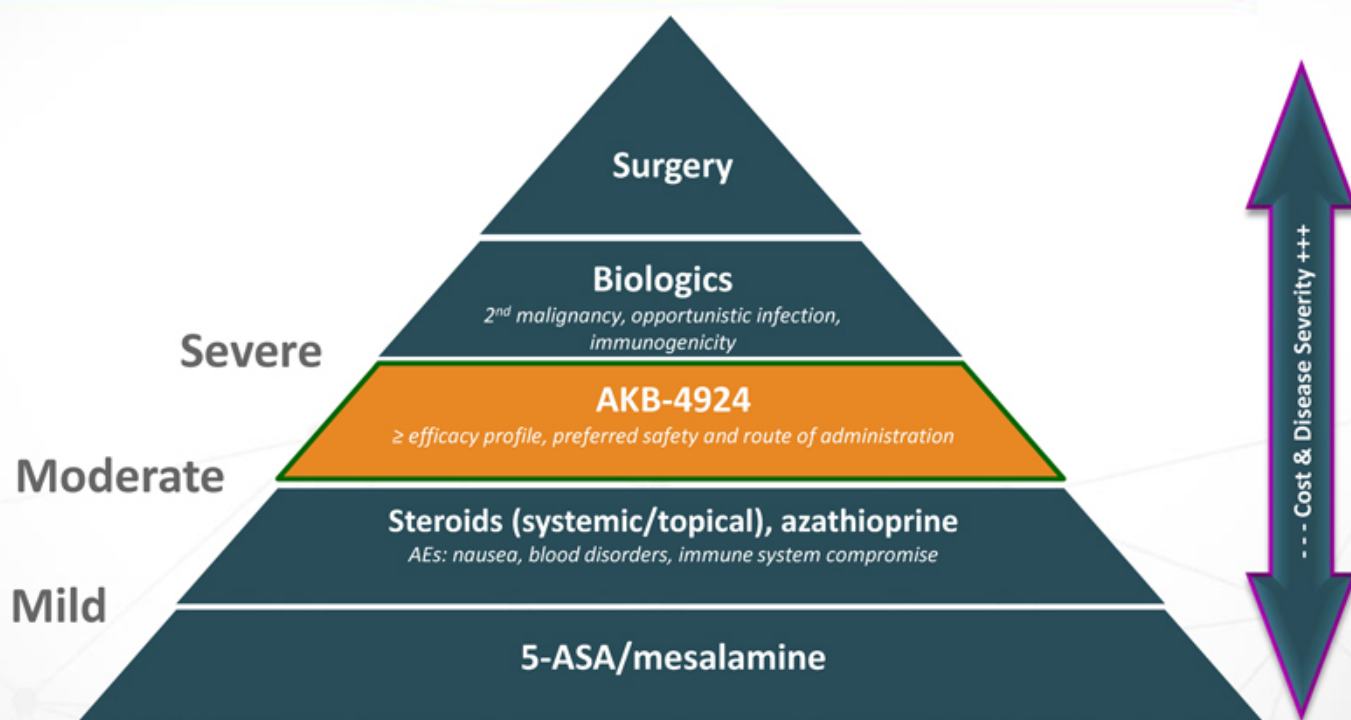 Surgery
Biologics
2nd malignancy, opportunistic infection,
immunogenicity
Severe
AKB-4924
≥ efficacy profile, preferred safety and route of administration
Moderate
Steroids (systemic/topical), azathioprine
AEs: nausea, blood disorders, immune system compromise
Mild
5-ASA/mesalamine
- - - Cost & Disease Severity +++